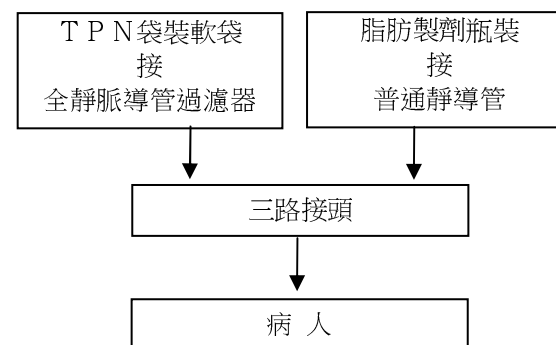 ＴＰＮ袋裝軟袋
接
全靜脈導管過濾器
脂肪製劑瓶裝
接
普通靜導管
三路接頭
病 人